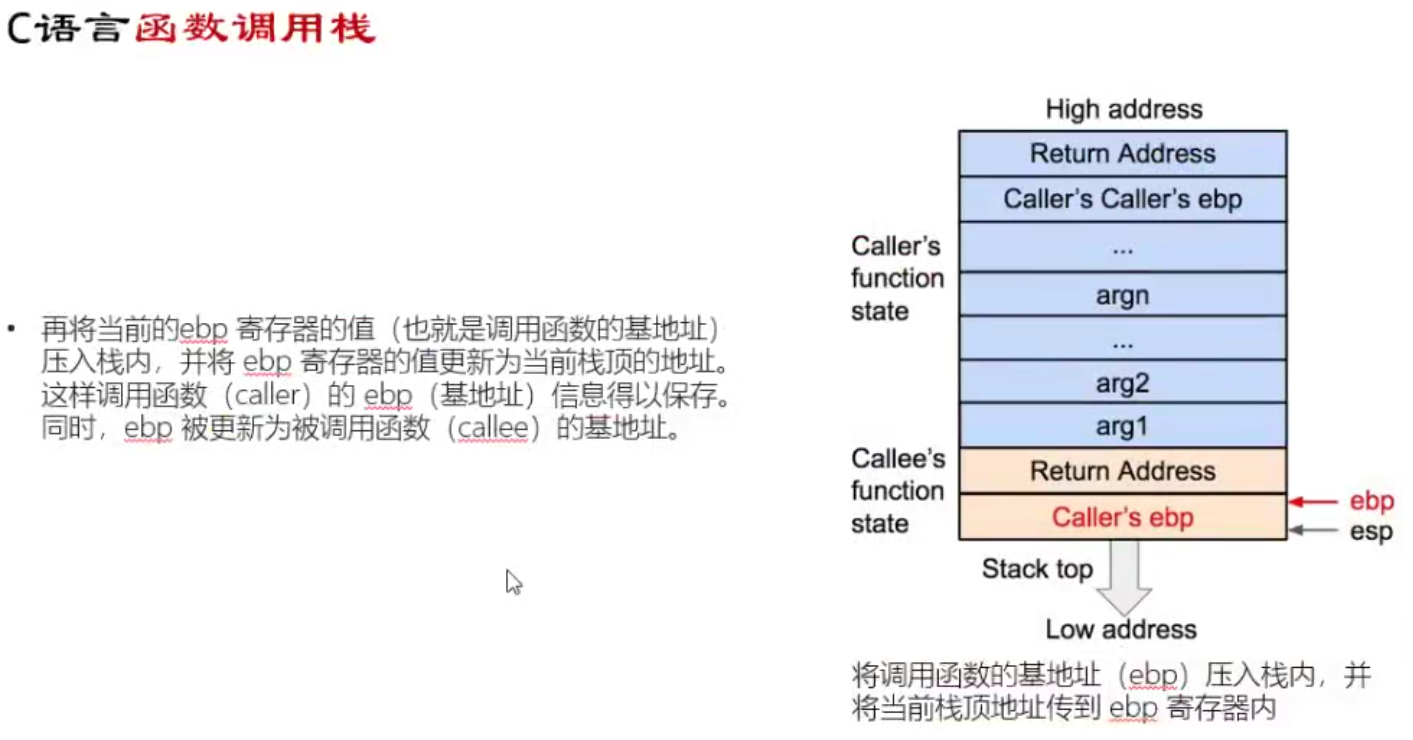 C语言函数调用栈
• 再将当前的ebp 寄存器的值（也就是调用函数的基地址）
压入栈内，并将 ebp 寄存器的值更新为当前栈顶的地址。
这样调用函数（caller）的 ebp（基地址）信息得以保存。
同时，ebp 被更新为被调用函数（callee）的基地址。
High address
Return Address
Caller's Caller's ebp
...
argn
...
arg2
arg1
Return Address
Caller's ebp
Caller's
function
state
Callee's
function
state
ebp
esp
Stack top
Low address
将调用函数的基地址（ebp）压入栈内，并
将当前栈顶地址传到 ebp 寄存器内